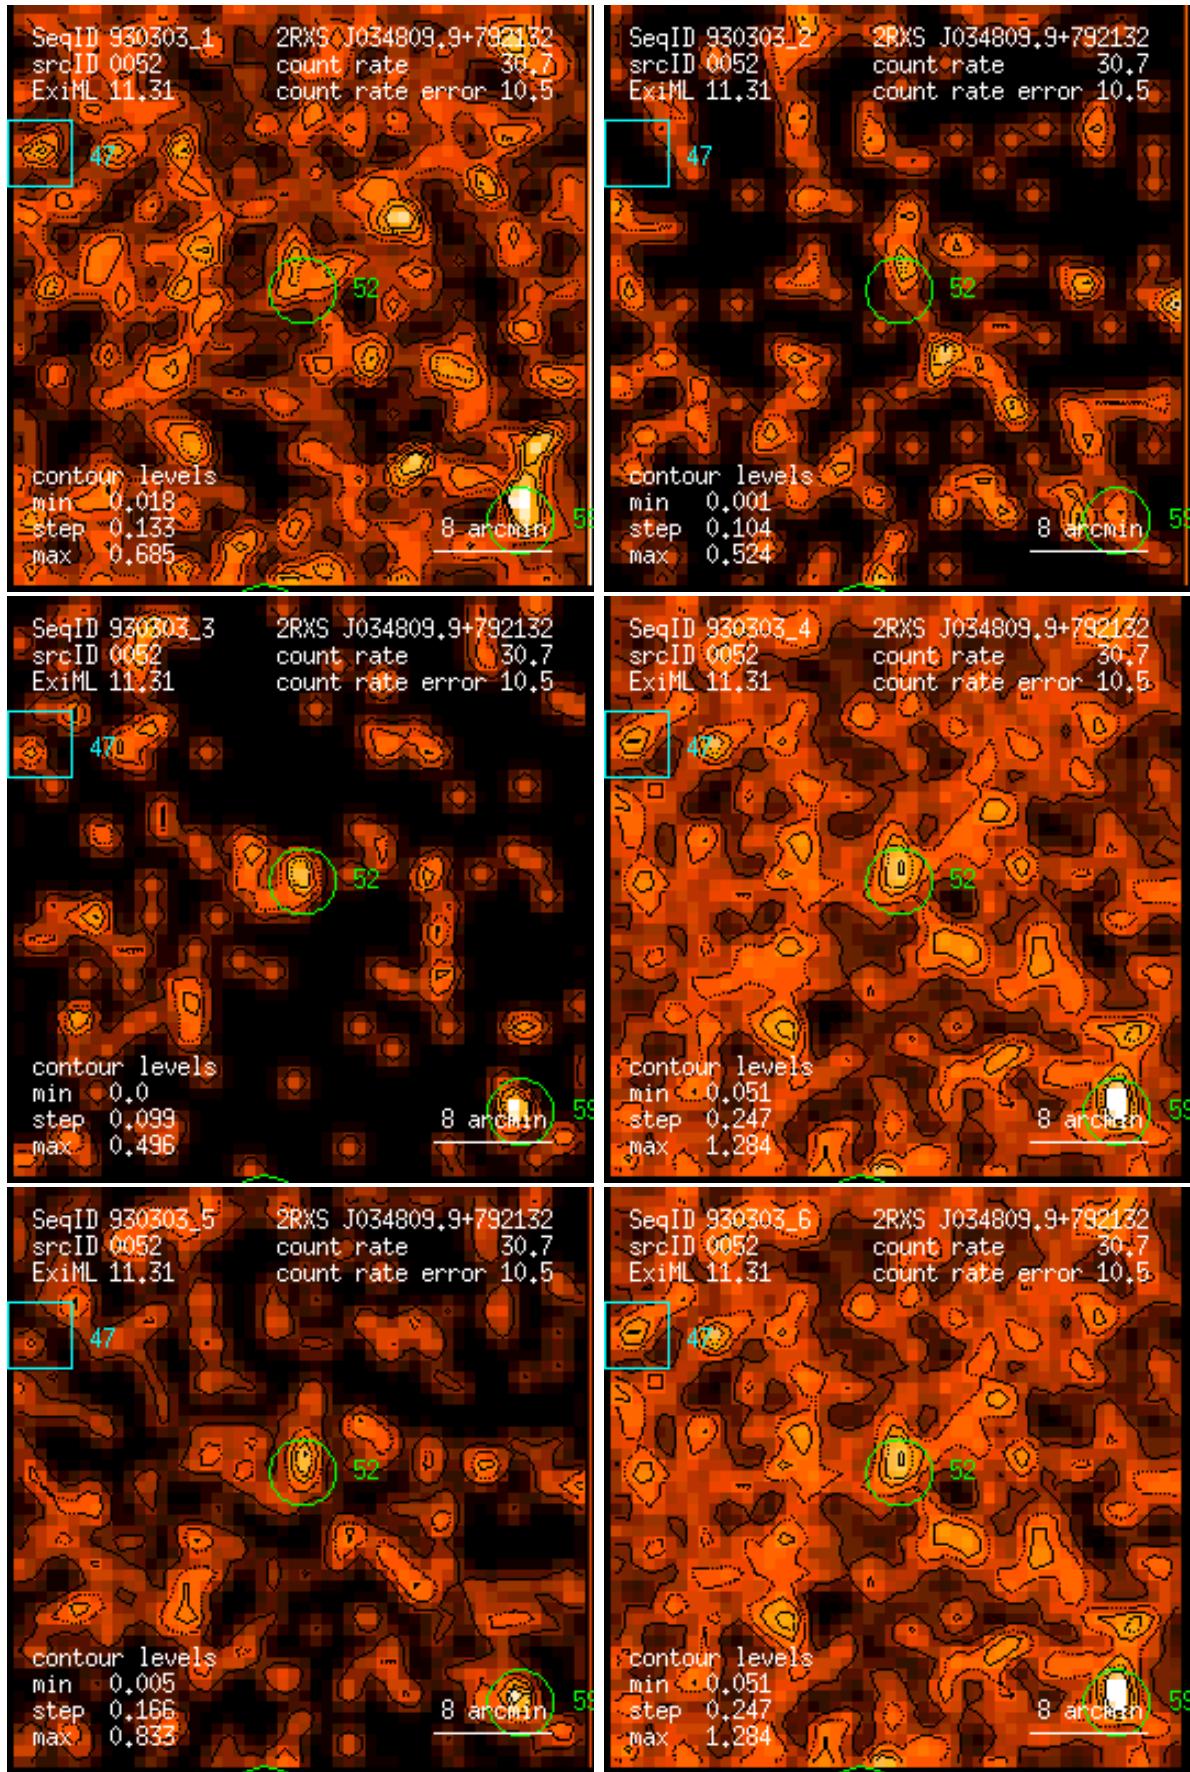 SeqID 930303_1 2RXS J034809.9+792132
srcID 0052 count rate 30.7
ExiML 11.31 count rate error 10.5
47
52
contour levels
min 0.018
step 0.133 8 arcmin 59
max 0.685
SeqID 930303_2 2RXS J034809.9+792132
srcID 0052 count rate 30.7
ExiML 11.31 count rate error 10.5
47
52
contour levels
min 0.001
step 0.104 8 arcmin 59
max 0.524
SeqID 930303_3 2RXS J034809.9+792132
srcID 0052 count rate 30.7
ExiML 11.31 count rate error 10.5
47
52
contour levels
min 0.0
step 0.099 8 arcmin 59
max 0.496
SeqID 930303_4 2RXS J034809.9+792132
srcID 0052 count rate 30.7
ExiML 11.31 count rate error 10.5
47
52
contour levels
min 0.051
step 0.247 8 arcmin 59
max 1.284
SeqID 930303_5 2RXS J034809.9+792132
srcID 0052 count rate 30.7
ExiML 11.31 count rate error 10.5
47
52
contour levels
min 0.005
step 0.166 8 arcmin 59
max 0.833
SeqID 930303_6 2RXS J034809.9+792132
srcID 0052 count rate 30.7
ExiML 11.31 count rate error 10.5
47
52
contour levels
min 0.051
step 0.247 8 arcmin 59
max 1.284